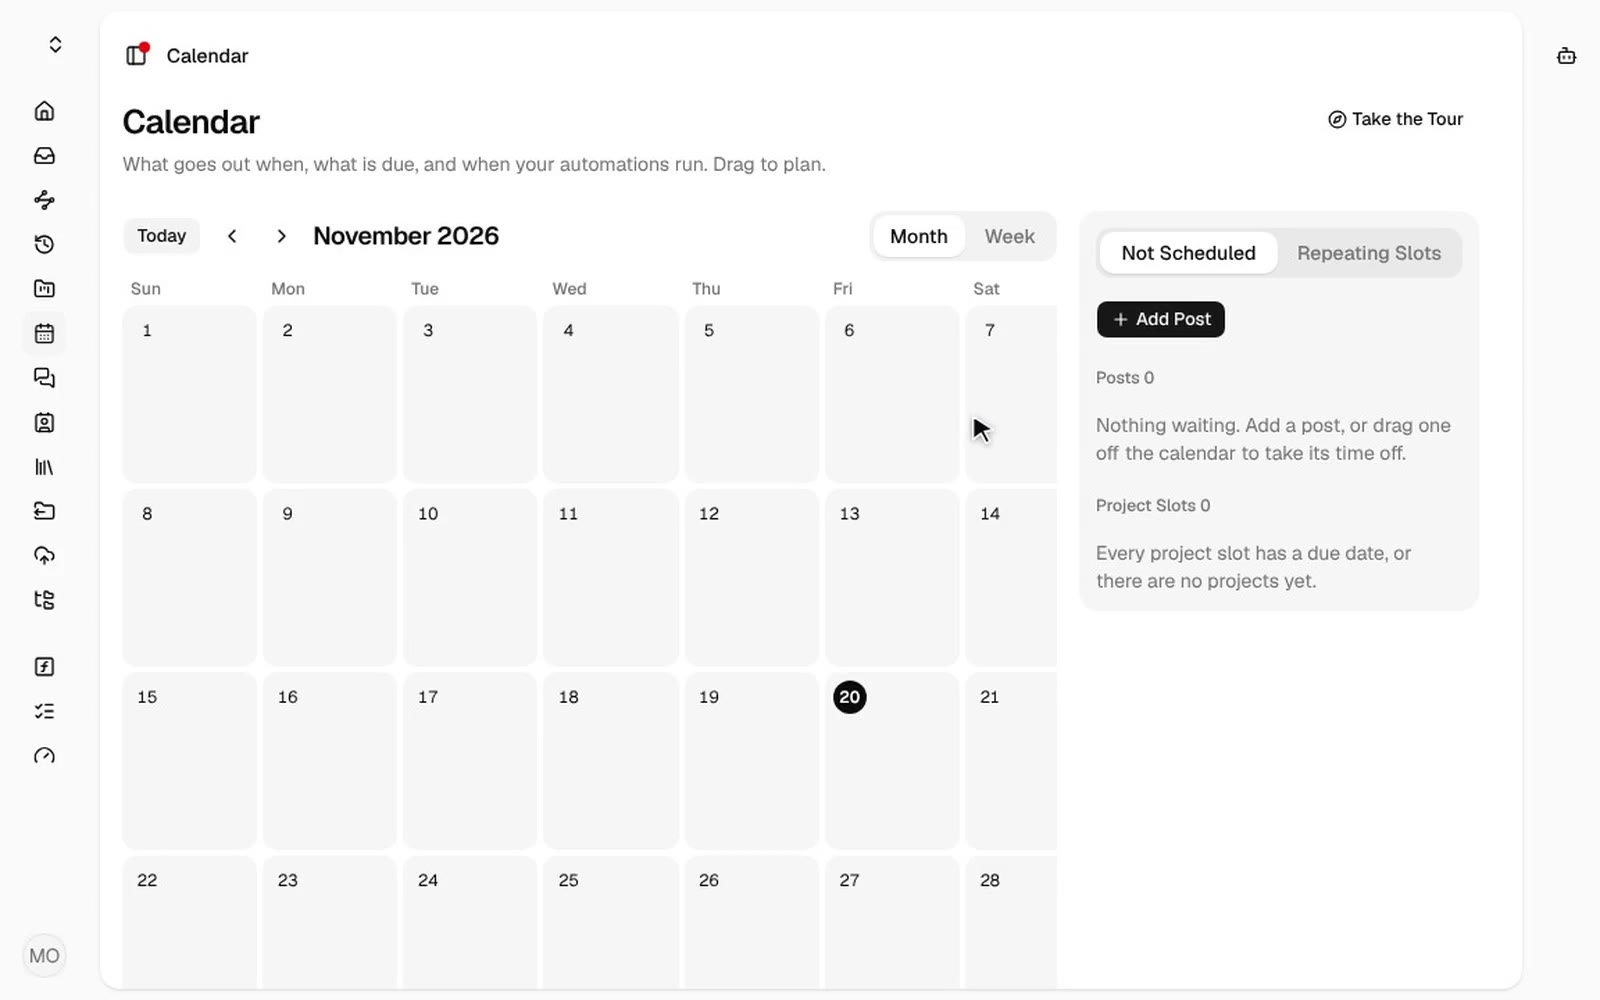 Calendar
Calendar
Take the Tour
What goes out when, what is due, and when your automations run. Drag to plan.
Today
November 2026
Month
Week
Sun
Mon
Tue
Wed
Thu
Fri
Sat
1
2
3
4
5
6
7
8
9
10
11
12
13
14
15
16
17
18
19
20
21
22
23
24
25
26
27
28
Not Scheduled
Repeating Slots
+ Add Post
Posts 0
Nothing waiting. Add a post, or drag one
off the calendar to take its time off.
Project Slots 0
Every project slot has a due date, or
there are no projects yet.
MO